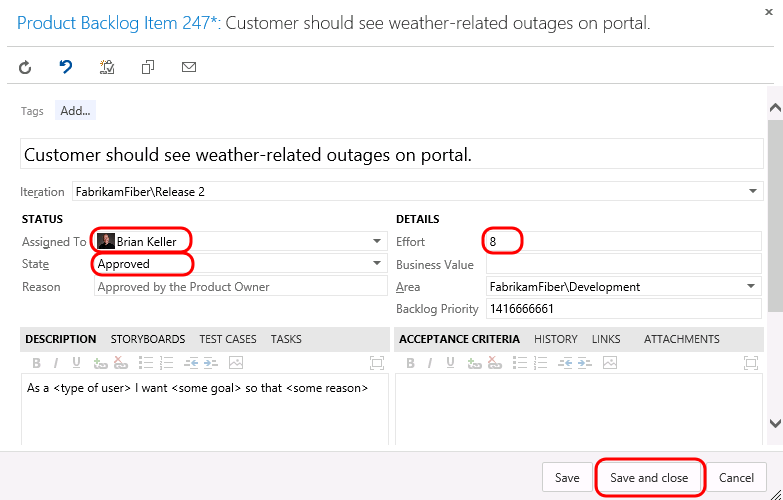 Product Backlog Item 247*: Customer should see weather-related outages on portal.
Tags Add...
Customer should see weather-related outages on portal.
Iteration FabrikamFiber\Release 2
STATUS DETAILS
Assigned To Brian Keller Effort 8
State Approved Business Value
Reason Approved by the Product Owner Area FabrikamFiber\Development
Backlog Priority 1416666661
DESCRIPTION STORYBOARDS TEST CASES TASKS ACCEPTANCE CRITERIA HISTORY LINKS ATTACHMENTS
B I U B I U
As a <type of user> I want <some goal> so that <some reason>
Save Save and close Cancel